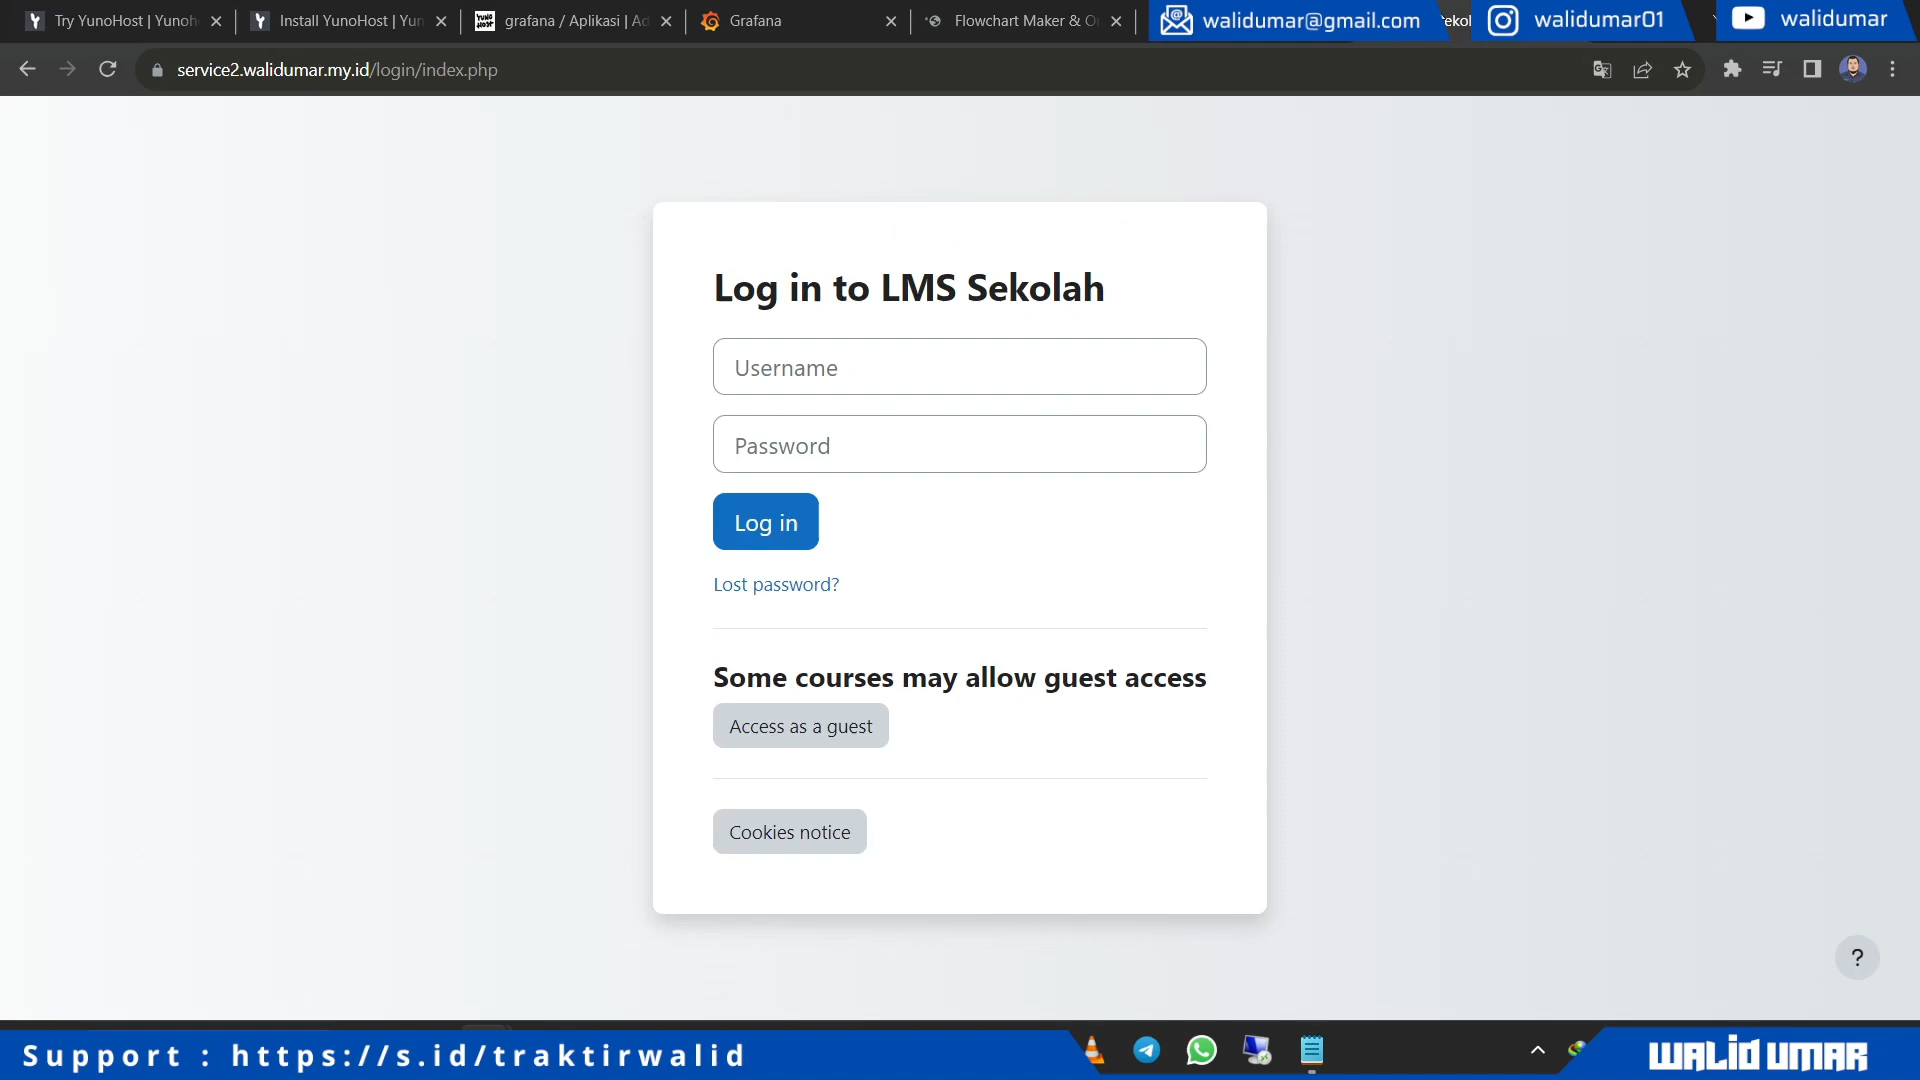 Try YunoHost | Yunoh
Install YunoHost | Yun
grafana / Aplikasi | Ad
Grafana
Flowchart Maker & O
walidumar@gmail.com
ekol
walidumar01
walidumar
service2.walidumar.my.id/login/index.php
Log in to LMS Sekolah
Username
Password
Log in
Lost password?
Some courses may allow guest access
Access as a guest
Cookies notice
?
Support : https://s.id/traktirwalid
WALID UMAR